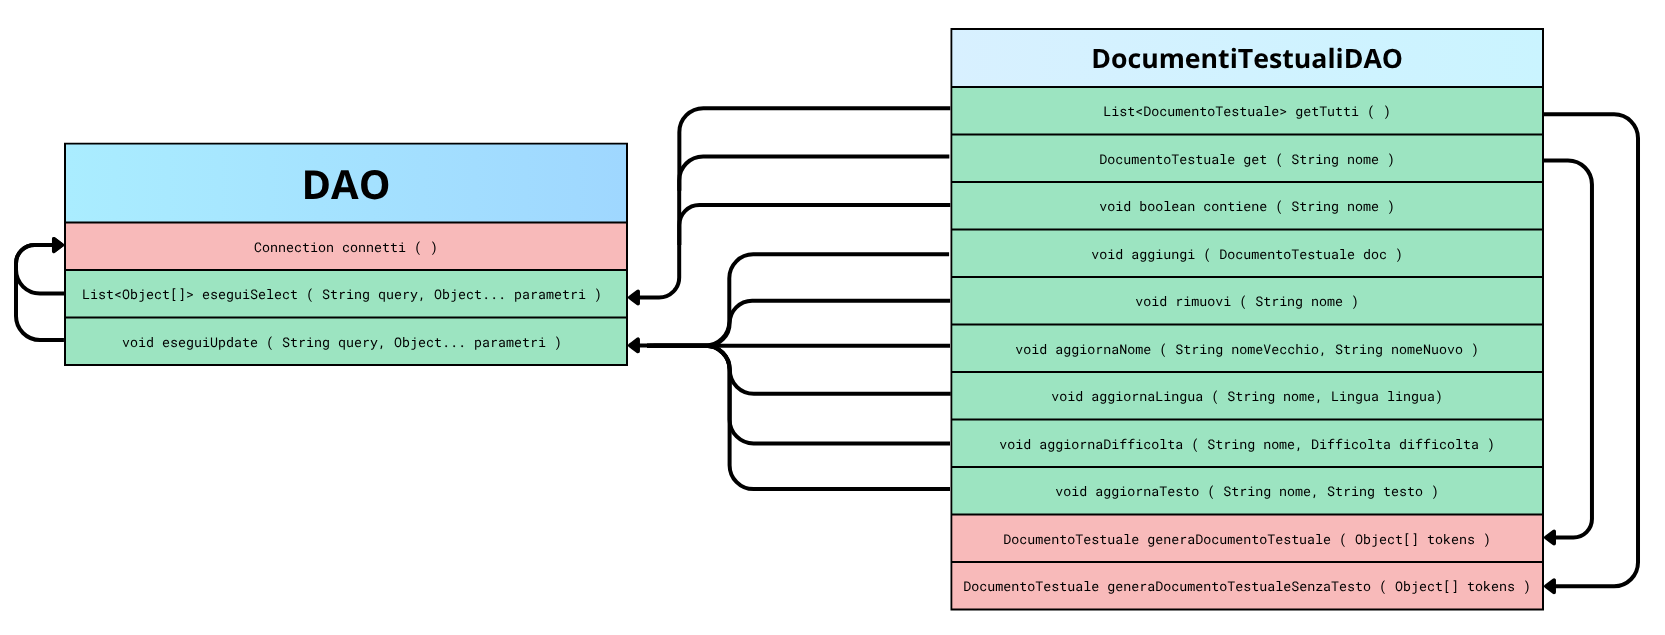 DAO
Connection connetti ( )
List<Object[]> eseguiSelect ( String query, Object... parametri )
void eseguiUpdate ( String query, Object... parametri )
DocumentiTestualiDAO
List<DocumentoTestuale> getTutti ( )
DocumentoTestuale get ( String nome )
void boolean contiene ( String nome )
void aggiungi ( DocumentoTestuale doc )
void rimuovi ( String nome )
void aggiornaNome ( String nomeVecchio, String nomeNuovo )
void aggiornaLingua ( String nome, Lingua lingua)
void aggiornaDifficolta ( String nome, Difficolta difficolta )
void aggiornaTesto ( String nome, String testo )
DocumentoTestuale generaDocumentoTestuale ( Object[] tokens )
DocumentoTestuale generaDocumentoTestualeSenzaTesto ( Object[] tokens )